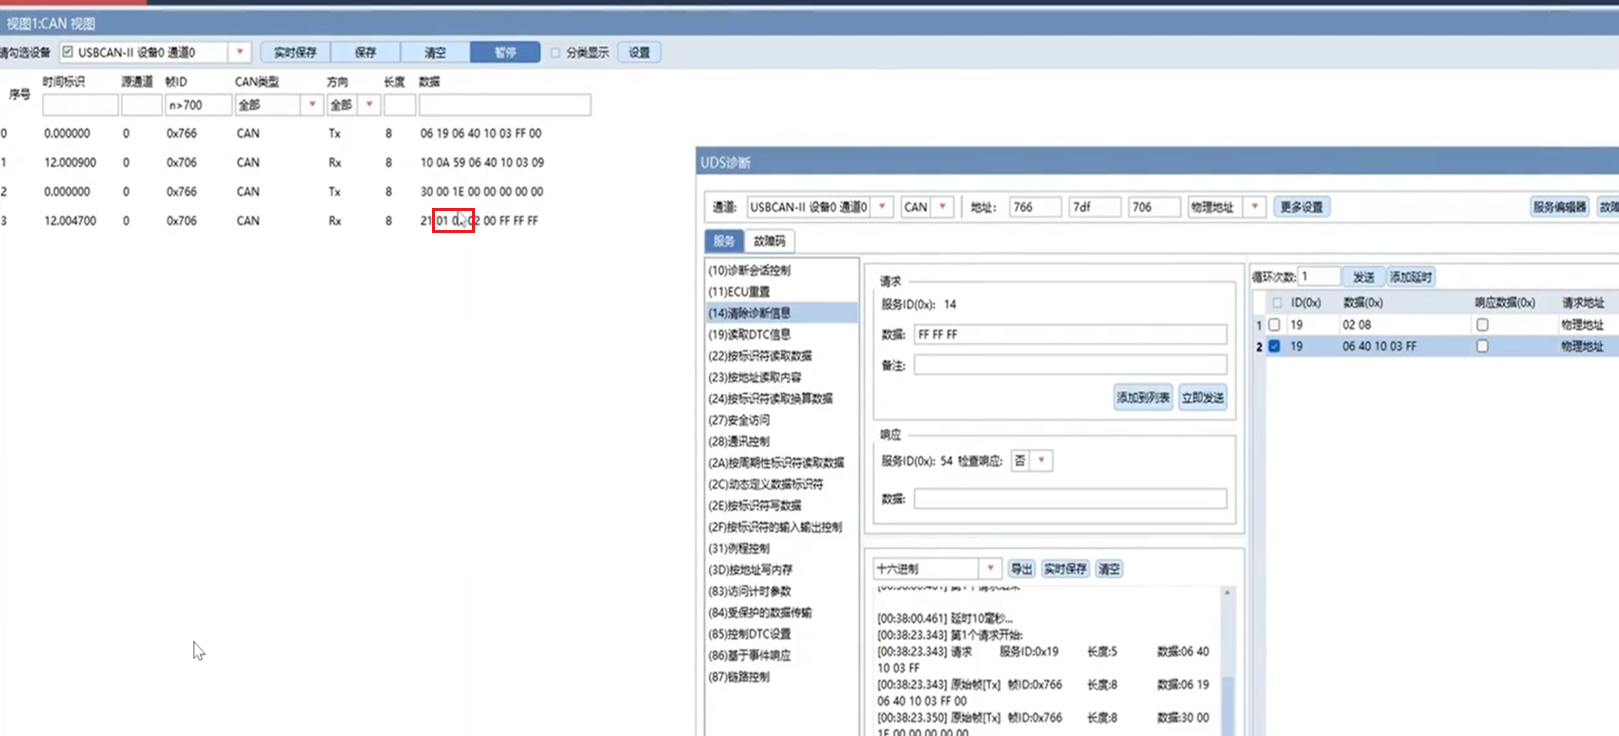 视图1:CAN 视图
请勾选设备 USBCAN-II 设备0 通道0 实时保存 保存 清空 暂停 分类显示 设置
序号 时间标识 源通道 帧ID CAN类型 方向 长度 数据
n>700 全部 全部
0 0.000000 0 0x766 CAN Tx 8 06 19 06 40 10 03 FF 00
1 12.000900 0 0x706 CAN Rx 8 10 0A 59 06 40 10 03 09
2 0.000000 0 0x766 CAN Tx 8 30 00 1E 00 00 00 00 00
3 12.004700 0 0x706 CAN Rx 8 21 01 02 00 FF FF FF
UDS诊断
通道: USBCAN-II 设备0 通道0 CAN 地址: 766 7df 706 物理地址 更多设置 服务编辑器 故障
服务 故障码
(10)诊断会话控制
(11)ECU重置
(14)清除诊断信息
(19)读取DTC信息
(22)按标识符读取数据
(23)按地址读取内容
(24)按标识符读取换算数据
(27)安全访问
(28)通讯控制
(2A)按周期性标识符读取数据
(2C)动态定义数据标识符
(2E)按标识符写数据
(2F)按标识符的输入输出控制
(31)例程控制
(3D)按地址写内存
(83)访问计时参数
(84)受保护的数据传输
(85)控制DTC设置
(86)基于事件响应
(87)链路控制
请求
服务ID(0x): 14
数据: FF FF FF
备注:
添加到列表 立即发送
响应
服务ID(0x): 54 检查响应: 否
数据:
十六进制 导出 实时保存 清空
[00:38:00.461] 延时10毫秒...
[00:38:23.343] 第1个请求开始:
[00:38:23.343] 请求 服务ID:0x19 长度:5 数据:06 40
10 03 FF
[00:38:23.343] 原始帧[Tx] 帧ID:0x766 长度:8 数据:06 19
06 40 10 03 FF 00
[00:38:23.350] 原始帧[Tx] 帧ID:0x766 长度:8 数据:30 00
1E 00 00 00 00 00
循环次数: 1 发送 添加延时
ID(0x) 数据(0x) 响应数据(0x) 请求地址
1 19 02 08 物理地址
2 19 06 40 10 03 FF 物理地址